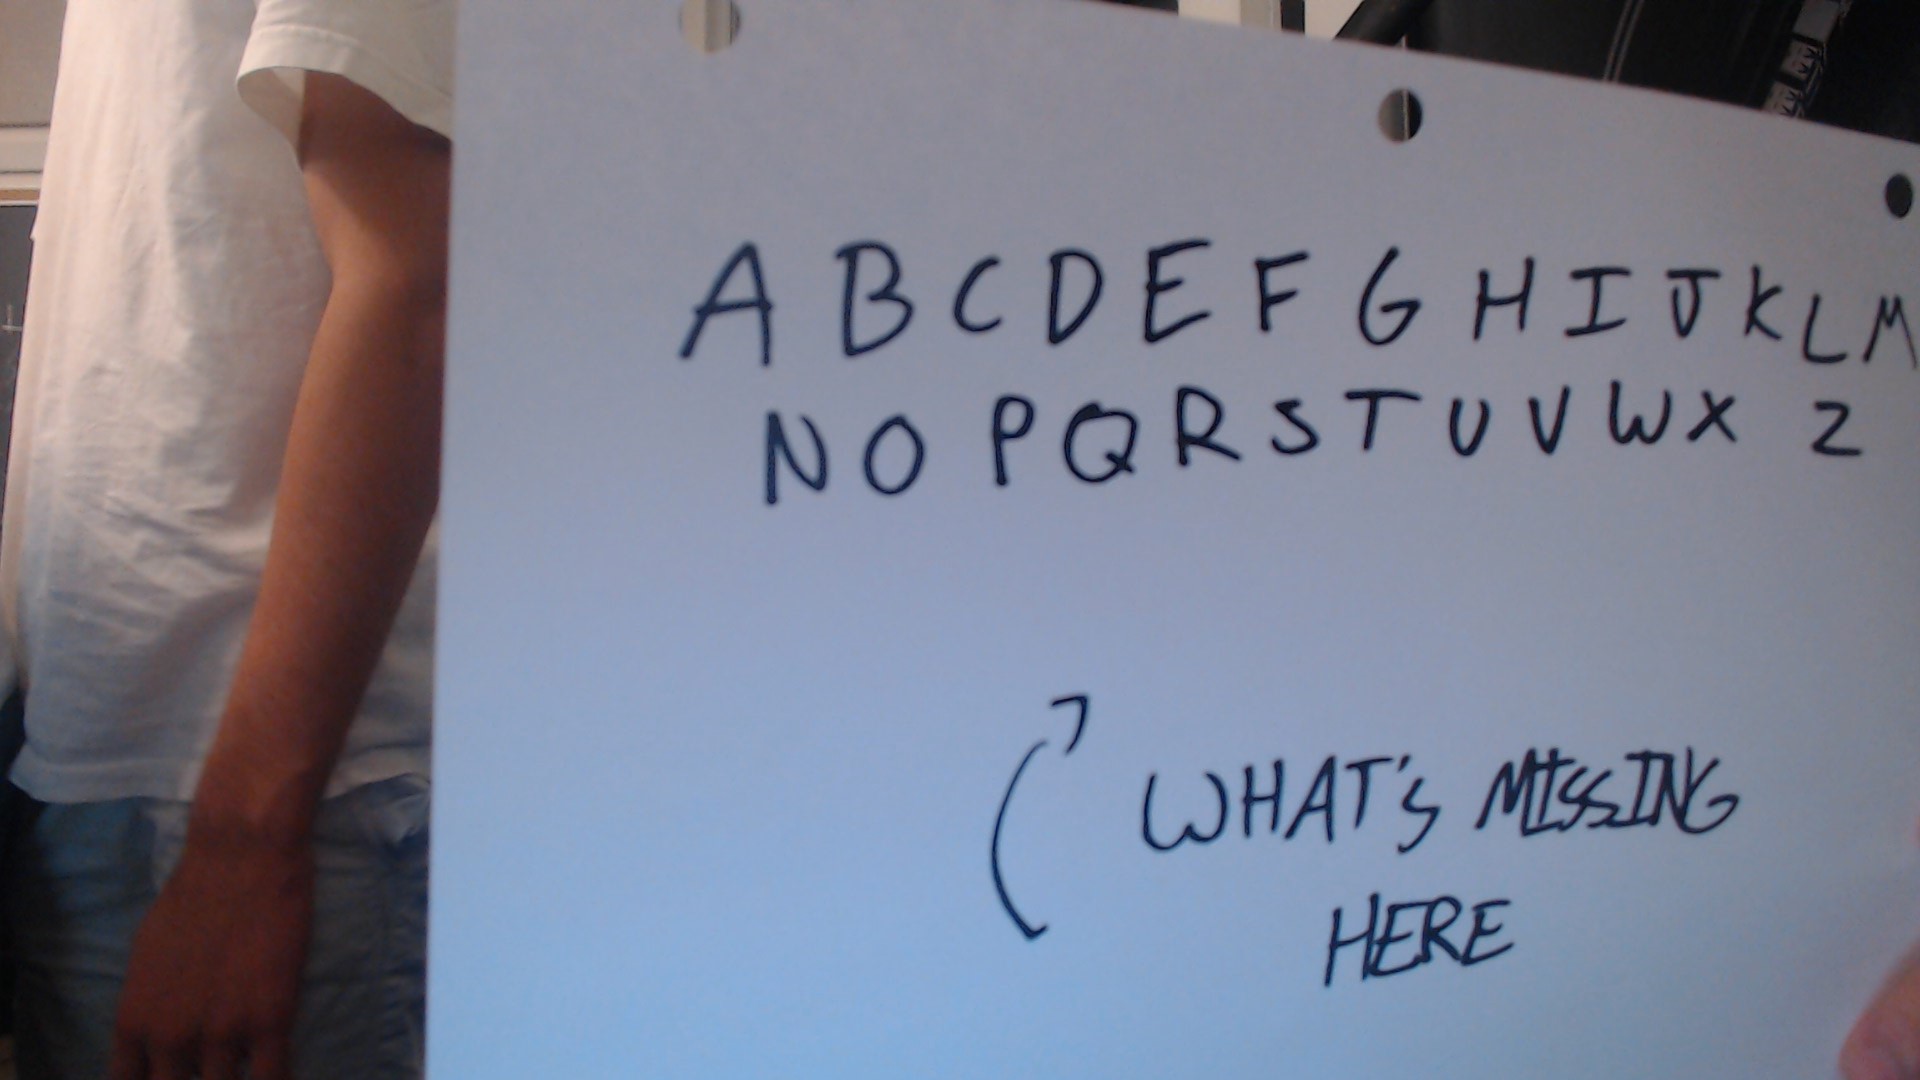 A B C D E F G H I J K L M
N O P Q R S T U V W X Z
WHAT'S MISSING
HERE